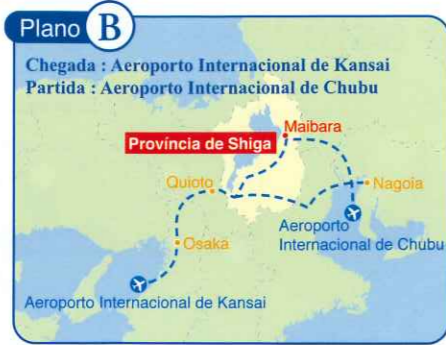 Plano B
Chegada : Aeroporto Internacional de Kansai
Partida : Aeroporto Internacional de Chubu
Maibara
Província de Shiga
Quioto
Nagoia
Osaka
Aeroporto
Internacional de Chubu
Aeroporto Internacional de Kansai